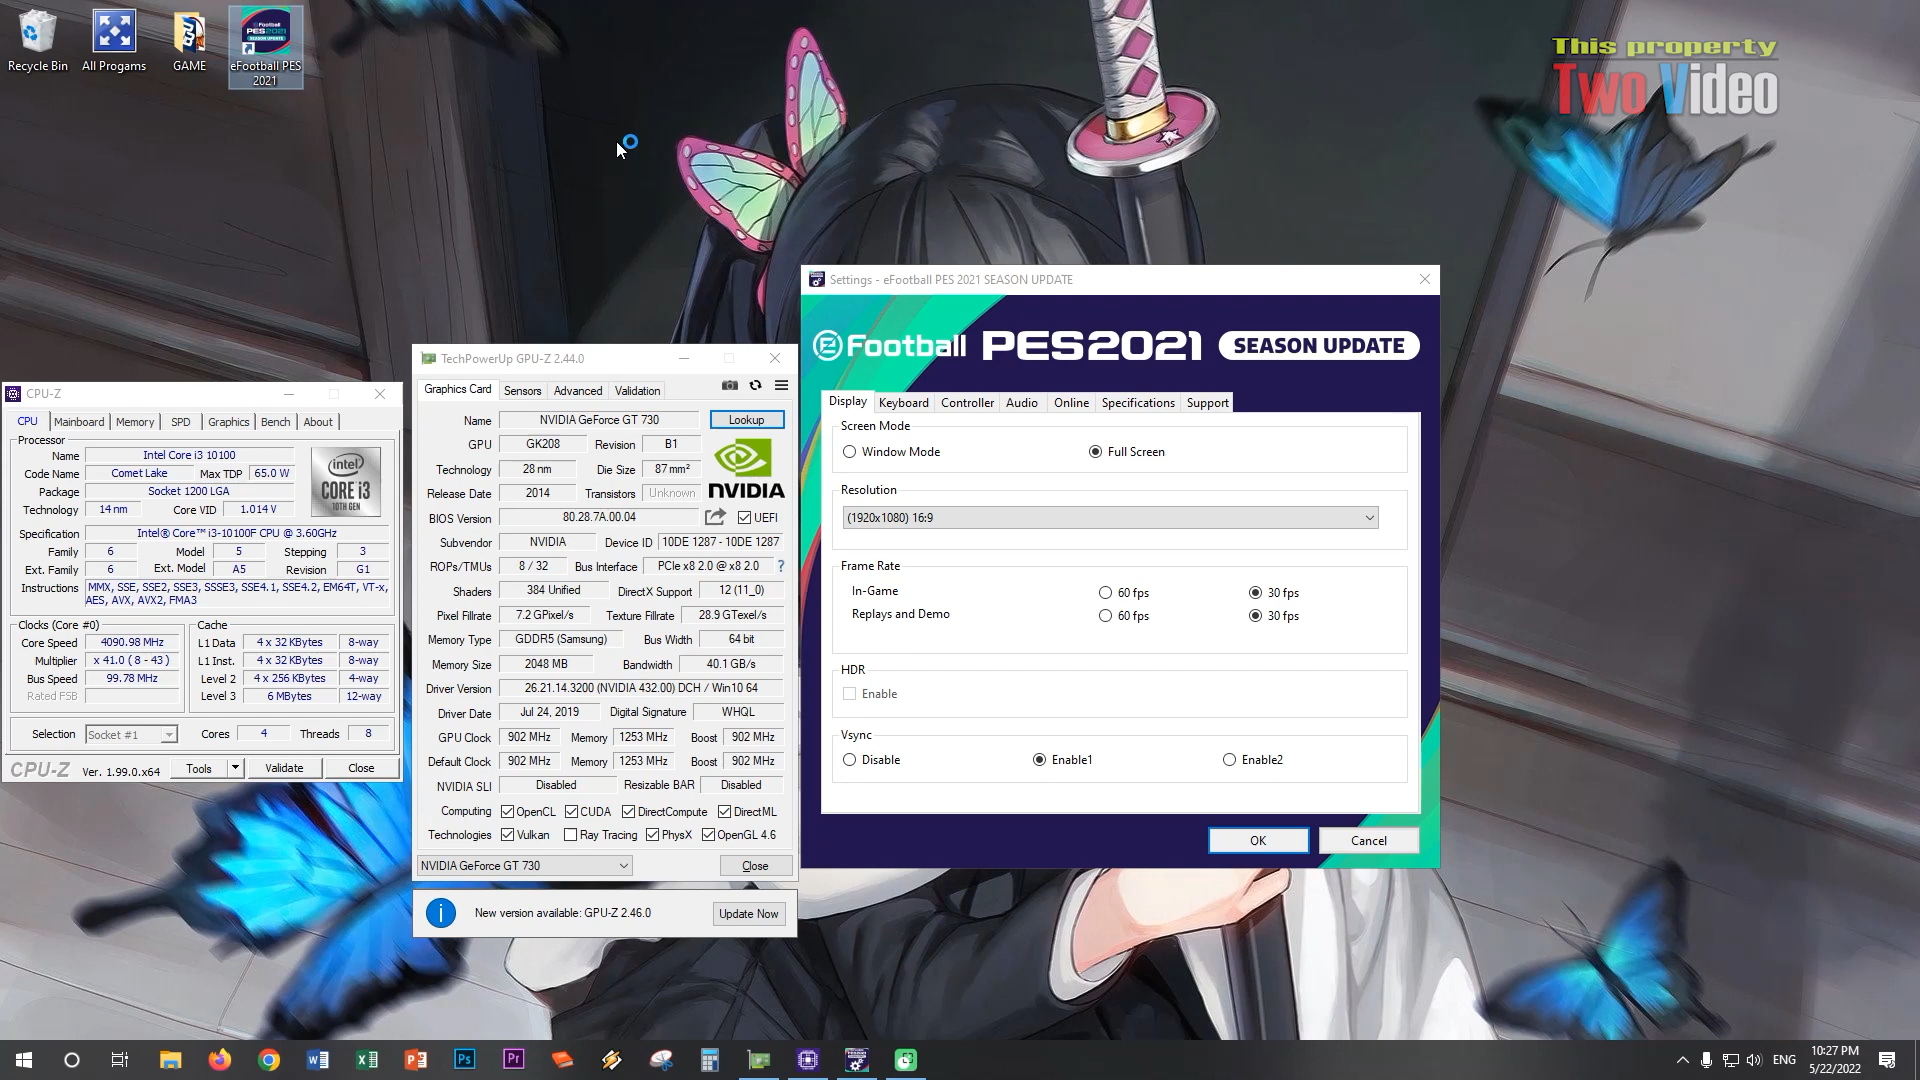 Recycle Bin
All Progams
GAME
eFootball PES 2021
This property
Two Video
CPU-Z
CPU Mainboard Memory SPD Graphics Bench About
Processor
Name Intel Core i3 10100
Code Name Comet Lake Max TDP 65.0 W
Package Socket 1200 LGA
Technology 14 nm Core VID 1.014 V
intel
CORE i3
10TH GEN
Specification Intel® Core™ i3-10100F CPU @ 3.60GHz
Family 6 Model 5 Stepping 3
Ext. Family 6 Ext. Model A5 Revision G1
Instructions MMX, SSE, SSE2, SSE3, SSSE3, SSE4.1, SSE4.2, EM64T, VT-x,
AES, AVX, AVX2, FMA3
Clocks (Core #0)
Core Speed 4090.98 MHz
Multiplier x 41.0 ( 8 - 43 )
Bus Speed 99.78 MHz
Rated FSB
Cache
L1 Data 4 x 32 KBytes 8-way
L1 Inst. 4 x 32 KBytes 8-way
Level 2 4 x 256 KBytes 4-way
Level 3 6 MBytes 12-way
Selection Socket #1 Cores 4 Threads 8
CPU-Z Ver. 1.99.0.x64 Tools Validate Close
TechPowerUp GPU-Z 2.44.0
Graphics Card Sensors Advanced Validation
Name NVIDIA GeForce GT 730 Lookup
GPU GK208 Revision B1
Technology 28 nm Die Size 87 mm²
Release Date 2014 Transistors Unknown
NVIDIA
BIOS Version 80.28.7A.00.04 UEFI
Subvendor NVIDIA Device ID 10DE 1287 - 10DE 1287
ROPs/TMUs 8 / 32 Bus Interface PCIe x8 2.0 @ x8 2.0 ?
Shaders 384 Unified DirectX Support 12 (11_0)
Pixel Fillrate 7.2 GPixel/s Texture Fillrate 28.9 GTexel/s
Memory Type GDDR5 (Samsung) Bus Width 64 bit
Memory Size 2048 MB Bandwidth 40.1 GB/s
Driver Version 26.21.14.3200 (NVIDIA 432.00) DCH / Win10 64
Driver Date Jul 24, 2019 Digital Signature WHQL
GPU Clock 902 MHz Memory 1253 MHz Boost 902 MHz
Default Clock 902 MHz Memory 1253 MHz Boost 902 MHz
NVIDIA SLI Disabled Resizable BAR Disabled
Computing OpenCL CUDA DirectCompute DirectML
Technologies Vulkan Ray Tracing PhysX OpenGL 4.6
NVIDIA GeForce GT 730 Close
New version available: GPU-Z 2.46.0 Update Now
Settings - eFootball PES 2021 SEASON UPDATE
eFootball PES2021 SEASON UPDATE
Display Keyboard Controller Audio Online Specifications Support
Screen Mode
Window Mode Full Screen
Resolution
(1920x1080) 16:9
Frame Rate
In-Game 60 fps 30 fps
Replays and Demo 60 fps 30 fps
HDR
Enable
Vsync
Disable Enable1 Enable2
OK Cancel
ENG
10:27 PM
5/22/2022